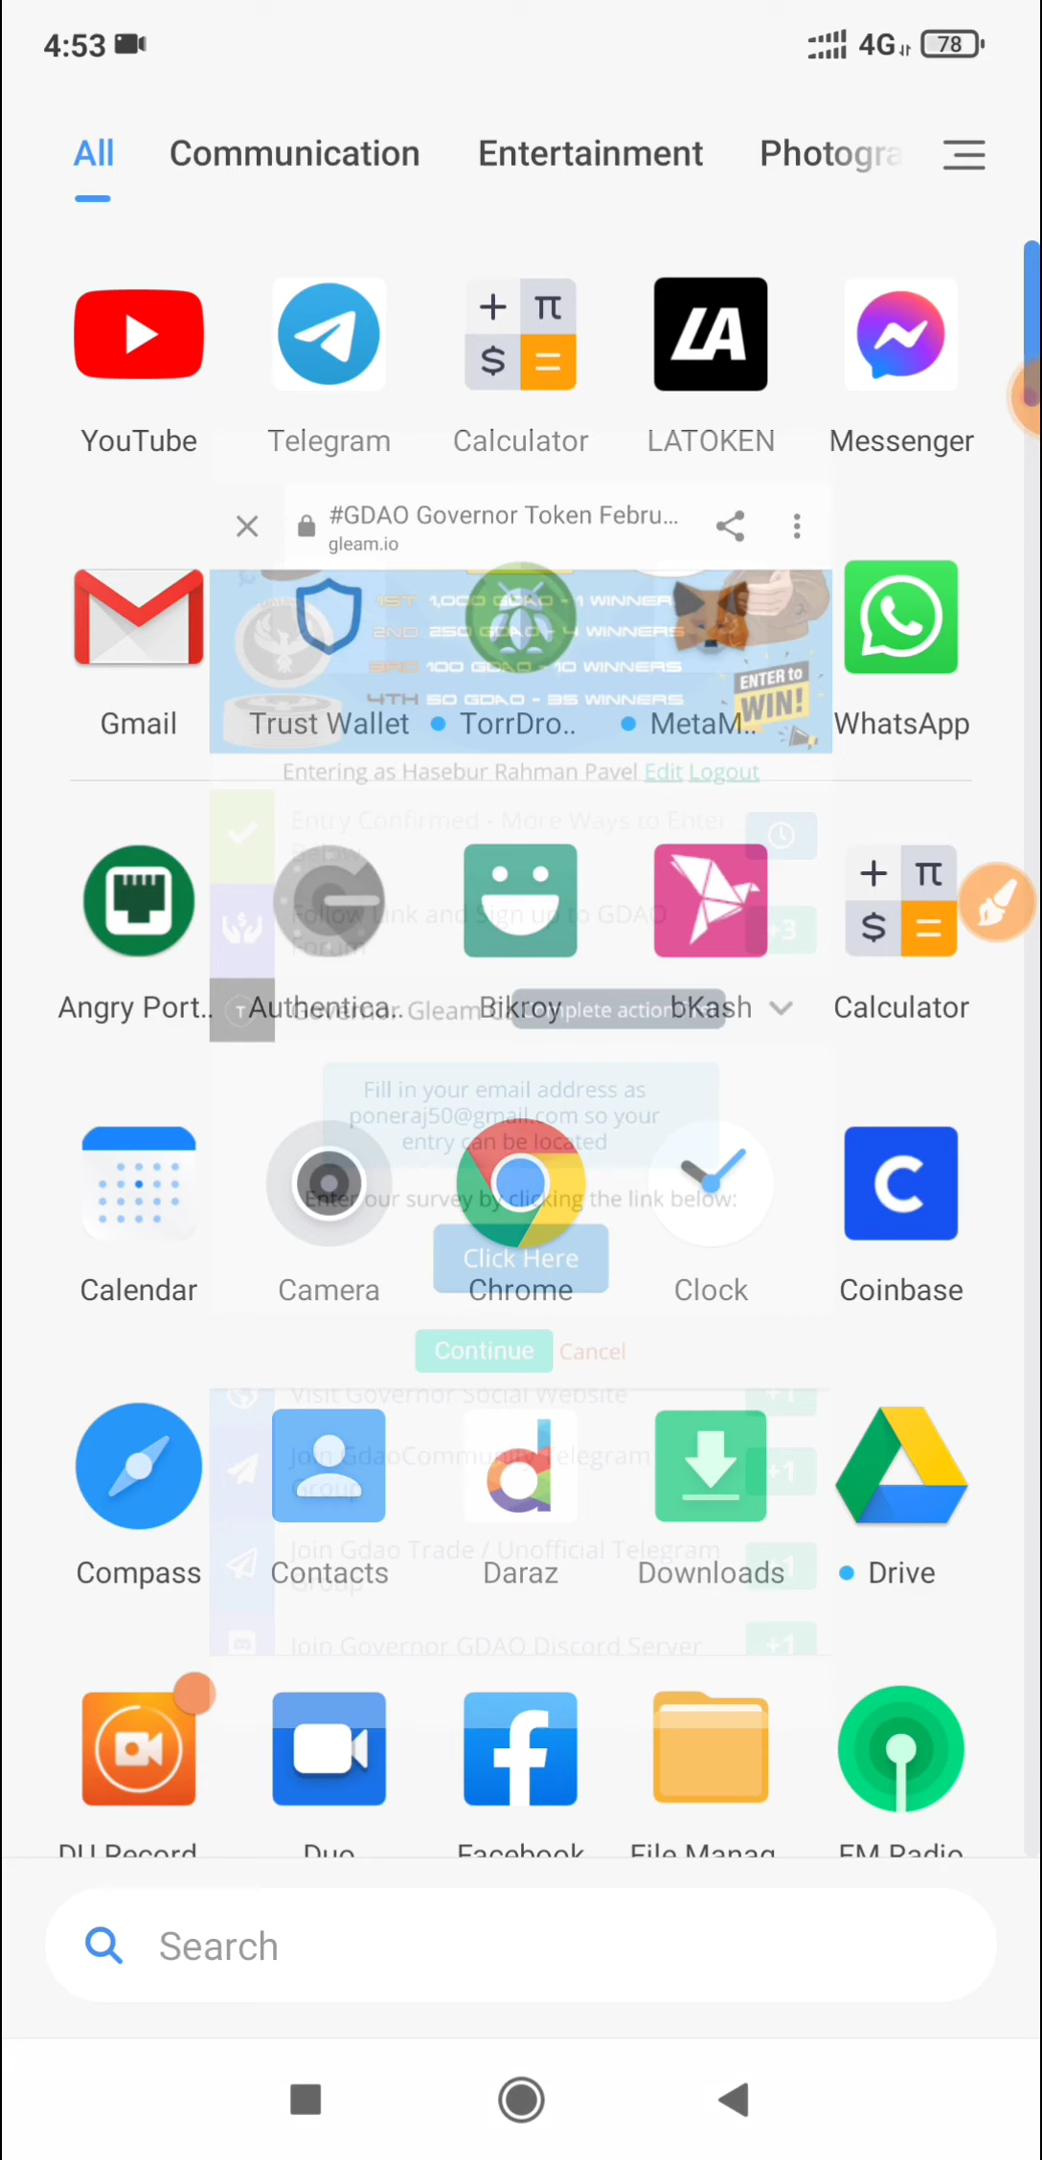 4:53
4G 78
All Communication Entertainment Photogra
YouTube Telegram Calculator LATOKEN Messenger
#GDAO Governor Token Febru...
gleam.io
1ST 1,000 GDAO - 1 WINNER
2ND 250 GDAO - 4 WINNERS
3RD 100 GDAO - 10 WINNERS
4TH 50 GDAO - 35 WINNERS
ENTER to
WIN!
Gmail Trust Wallet TorrDro.. MetaM.. WhatsApp
Entering as Hasebur Rahman Pavel Edit Logout
Entry Confirmed - More Ways to Enter
Below
Follow Link and Sign up to GDAO
Forum
+3
Angry Port.. Authentica.. Bikroy bKash Calculator
Governor Gleam
Complete action
Fill in your email address as
poneraj50@gmail.com so your
entry can be located
Enter our survey by clicking the link below:
Click Here
Calendar Camera Chrome Clock Coinbase
Continue Cancel
Visit Governor Social Website +1
Join GdaoCommunity Telegram
Group
+1
Join Gdao Trade / Unofficial Telegram
Group
+1
Compass Contacts Daraz Downloads Drive
Join Governor GDAO Discord Server +1
DU Record Duo Facebook File Manag FM Radio
Search